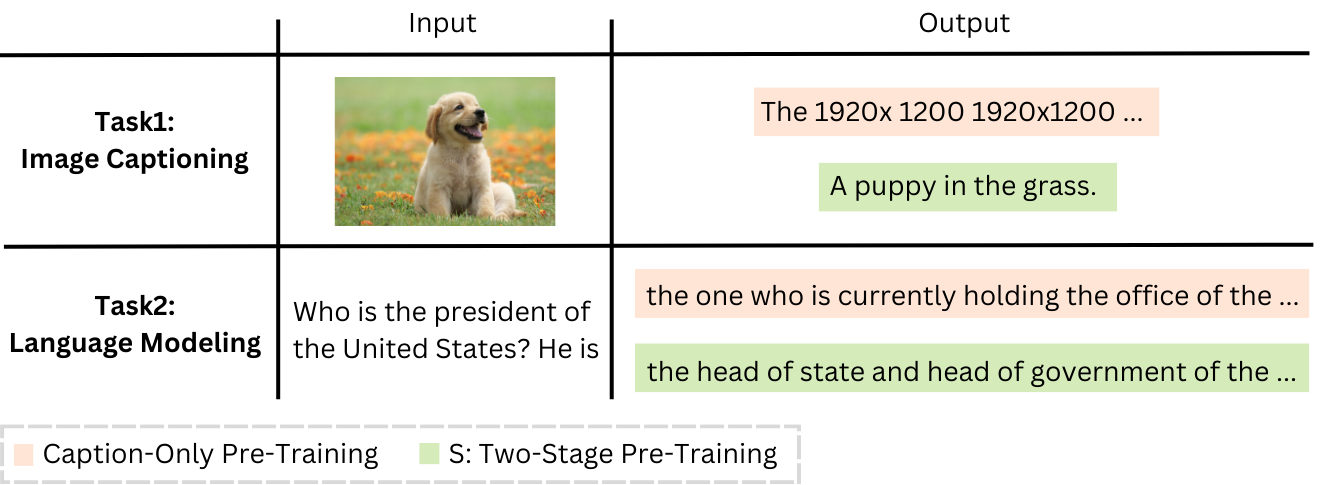 Input
Output
Task1:
Image Captioning
The 1920x 1200 1920x1200 ...
A puppy in the grass.
Task2:
Language Modeling
Who is the president of
the United States? He is
the one who is currently holding the office of the ...
the head of state and head of government of the ...
Caption-Only Pre-Training
S: Two-Stage Pre-Training